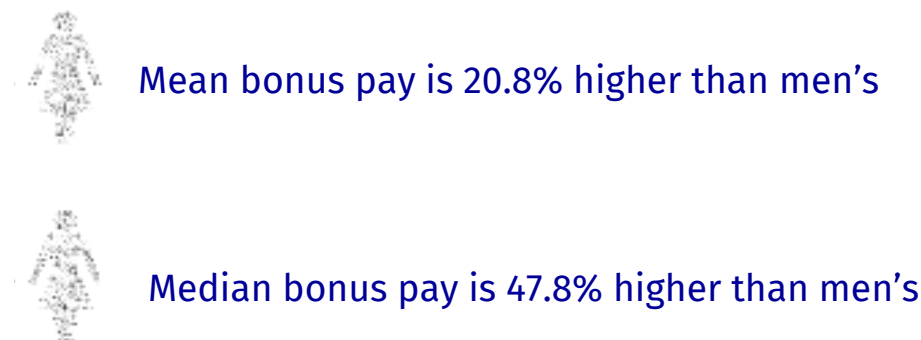 Mean bonus pay is 20.8% higher than men’s
Median bonus pay is 47.8% higher than men’s